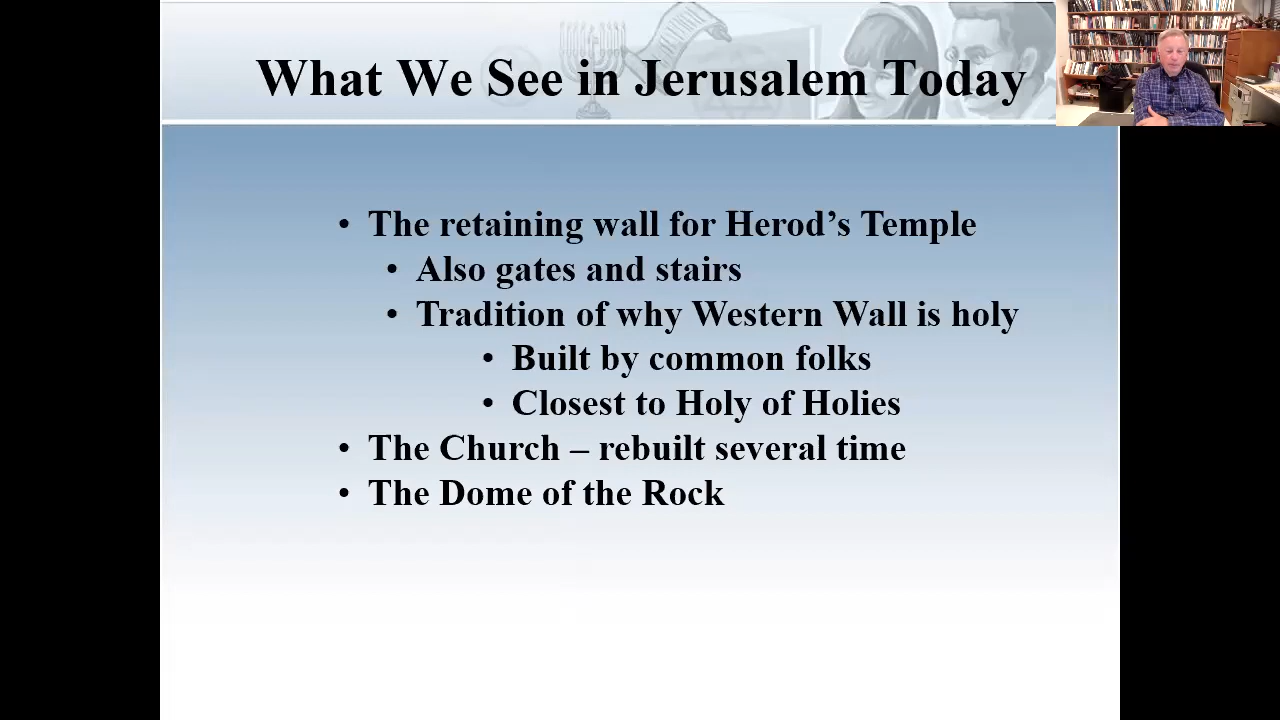 What We See in Jerusalem Today
• The retaining wall for Herod’s Temple
• Also gates and stairs
• Tradition of why Western Wall is holy
• Built by common folks
• Closest to Holy of Holies
• The Church – rebuilt several time
• The Dome of the Rock